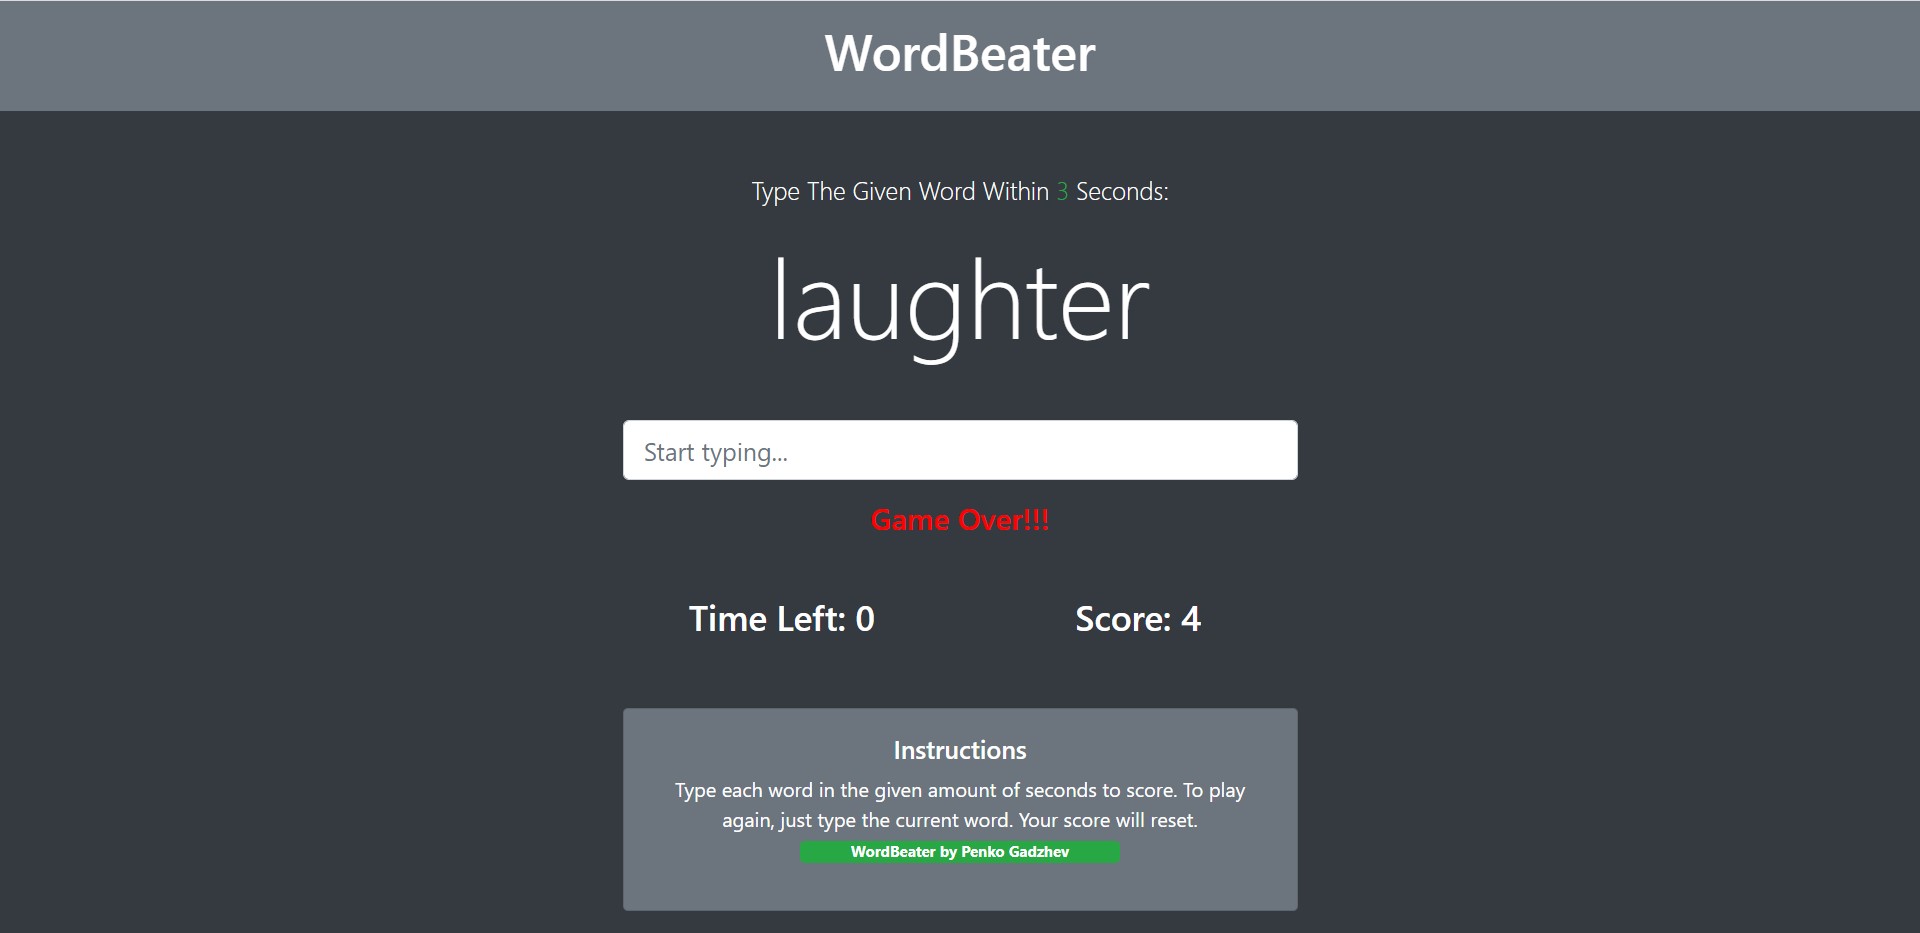 WordBeater
Type The Given Word Within 3 Seconds:
laughter
Start typing...
Game Over!!!
Time Left: 0 Score: 4
Instructions
Type each word in the given amount of seconds to score. To play
again, just type the current word. Your score will reset.
WordBeater by Penko Gadzhev